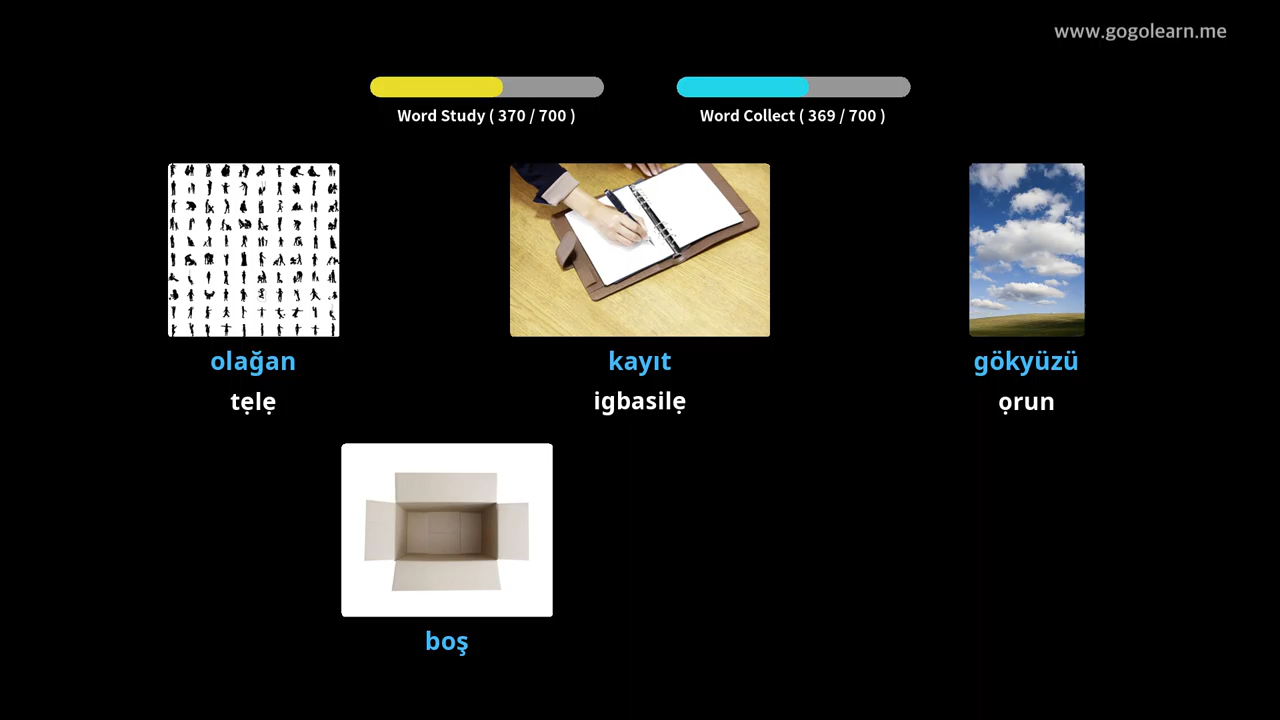 www.gogolearn.me
Word Study ( 370 / 700 )
Word Collect ( 369 / 700 )
olağan
kayıt
gökyüzü
tẹlẹ
igbasilẹ
ọrun
boş